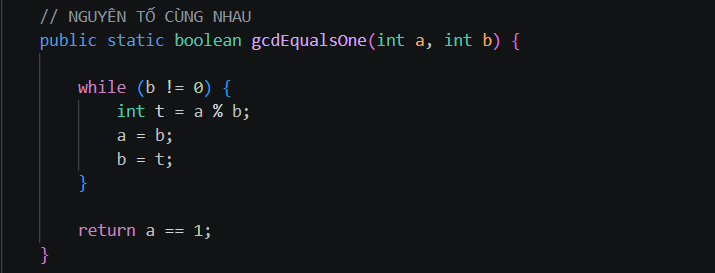 // NGUYÊN TỐ CÙNG NHAU
public static boolean gcdEqualsOne(int a, int b) {
while (b != 0) {
int t = a % b;
a = b;
b = t;
}
return a == 1;
}